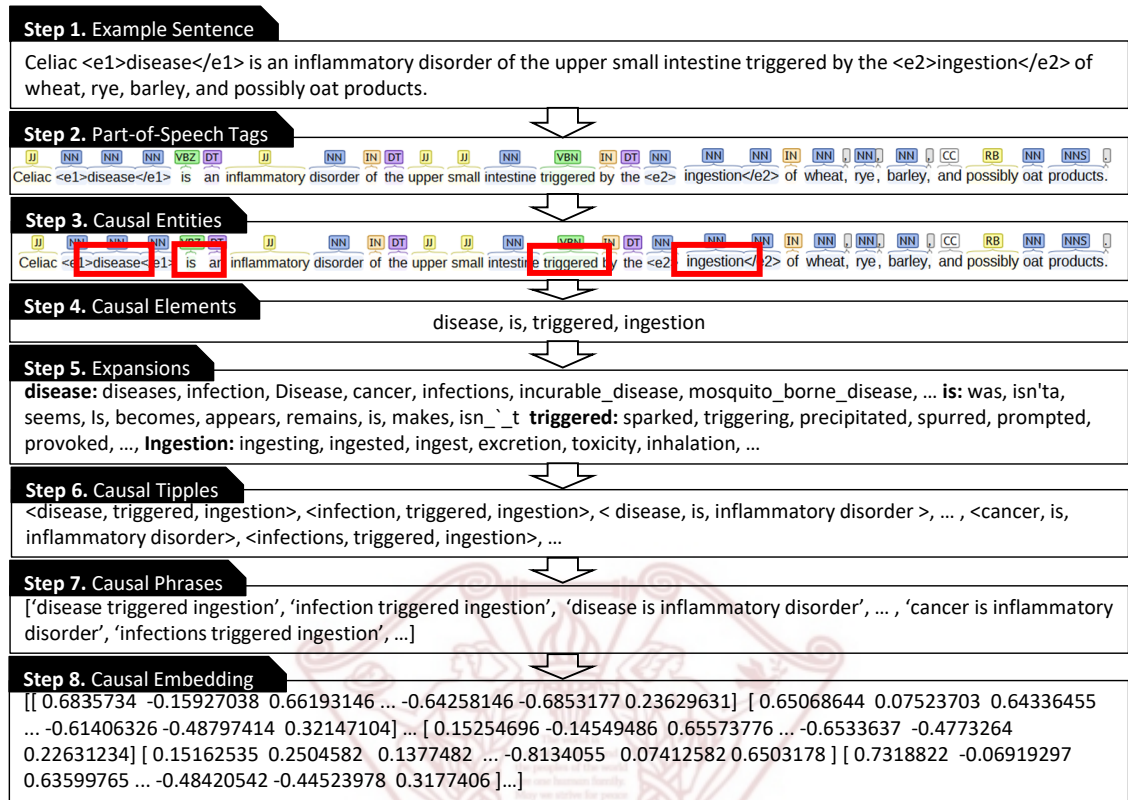 Step 1. Example Sentence
Celiac <e1>disease</e1> is an inflammatory disorder of the upper small intestine triggered by the <e2>ingestion</e2> of
wheat, rye, barley, and possibly oat products.
Step 2. Part-of-Speech Tags
JJ NN NN NN VBZ DT JJ NN IN DT JJ JJ NN VBN IN DT NN NN NN IN NN , NN, NN , CC RB NN NNS .
Celiac <e1>disease</e1> is an inflammatory disorder of the upper small intestine triggered by the <e2> ingestion</e2> of wheat, rye, barley, and possibly oat products.
Step 3. Causal Entities
JJ NN NN NN VBZ DT JJ NN IN DT JJ JJ NN VBN IN DT NN NN NN IN NN , NN, NN , CC RB NN NNS .
Celiac <e1>disease<e1> is an inflammatory disorder of the upper small intestine triggered by the <e2 ingestion</e2> of wheat, rye, barley, and possibly oat products.
Step 4. Causal Elements
disease, is, triggered, ingestion
Step 5. Expansions
disease: diseases, infection, Disease, cancer, infections, incurable_disease, mosquito_borne_disease, ... is: was, isn'ta,
seems, Is, becomes, appears, remains, is, makes, isn_`_t triggered: sparked, triggering, precipitated, spurred, prompted,
provoked, ..., Ingestion: ingesting, ingested, ingest, excretion, toxicity, inhalation, ...
Step 6. Causal Tipples
<disease, triggered, ingestion>, <infection, triggered, ingestion>, < disease, is, inflammatory disorder >, ... , <cancer, is,
inflammatory disorder>, <infections, triggered, ingestion>, ...
Step 7. Causal Phrases
[‘disease triggered ingestion’, ‘infection triggered ingestion’, ‘disease is inflammatory disorder’, ... , ‘cancer is inflammatory
disorder’, ‘infections triggered ingestion’, ...]
Step 8. Causal Embedding
[[ 0.6835734 -0.15927038 0.66193146 ... -0.64258146 -0.6853177 0.23629631] [ 0.65068644 0.07523703 0.64336455
... -0.61406326 -0.48797414 0.32147104] ... [ 0.15254696 -0.14549486 0.65573776 ... -0.6533637 -0.4773264
0.22631234] [ 0.15162535 0.2504582 0.1377482 ... -0.8134055 0.07412582 0.6503178 ] [ 0.7318822 -0.06919297
0.63599765 ... -0.48420542 -0.44523978 0.3177406 ]...]